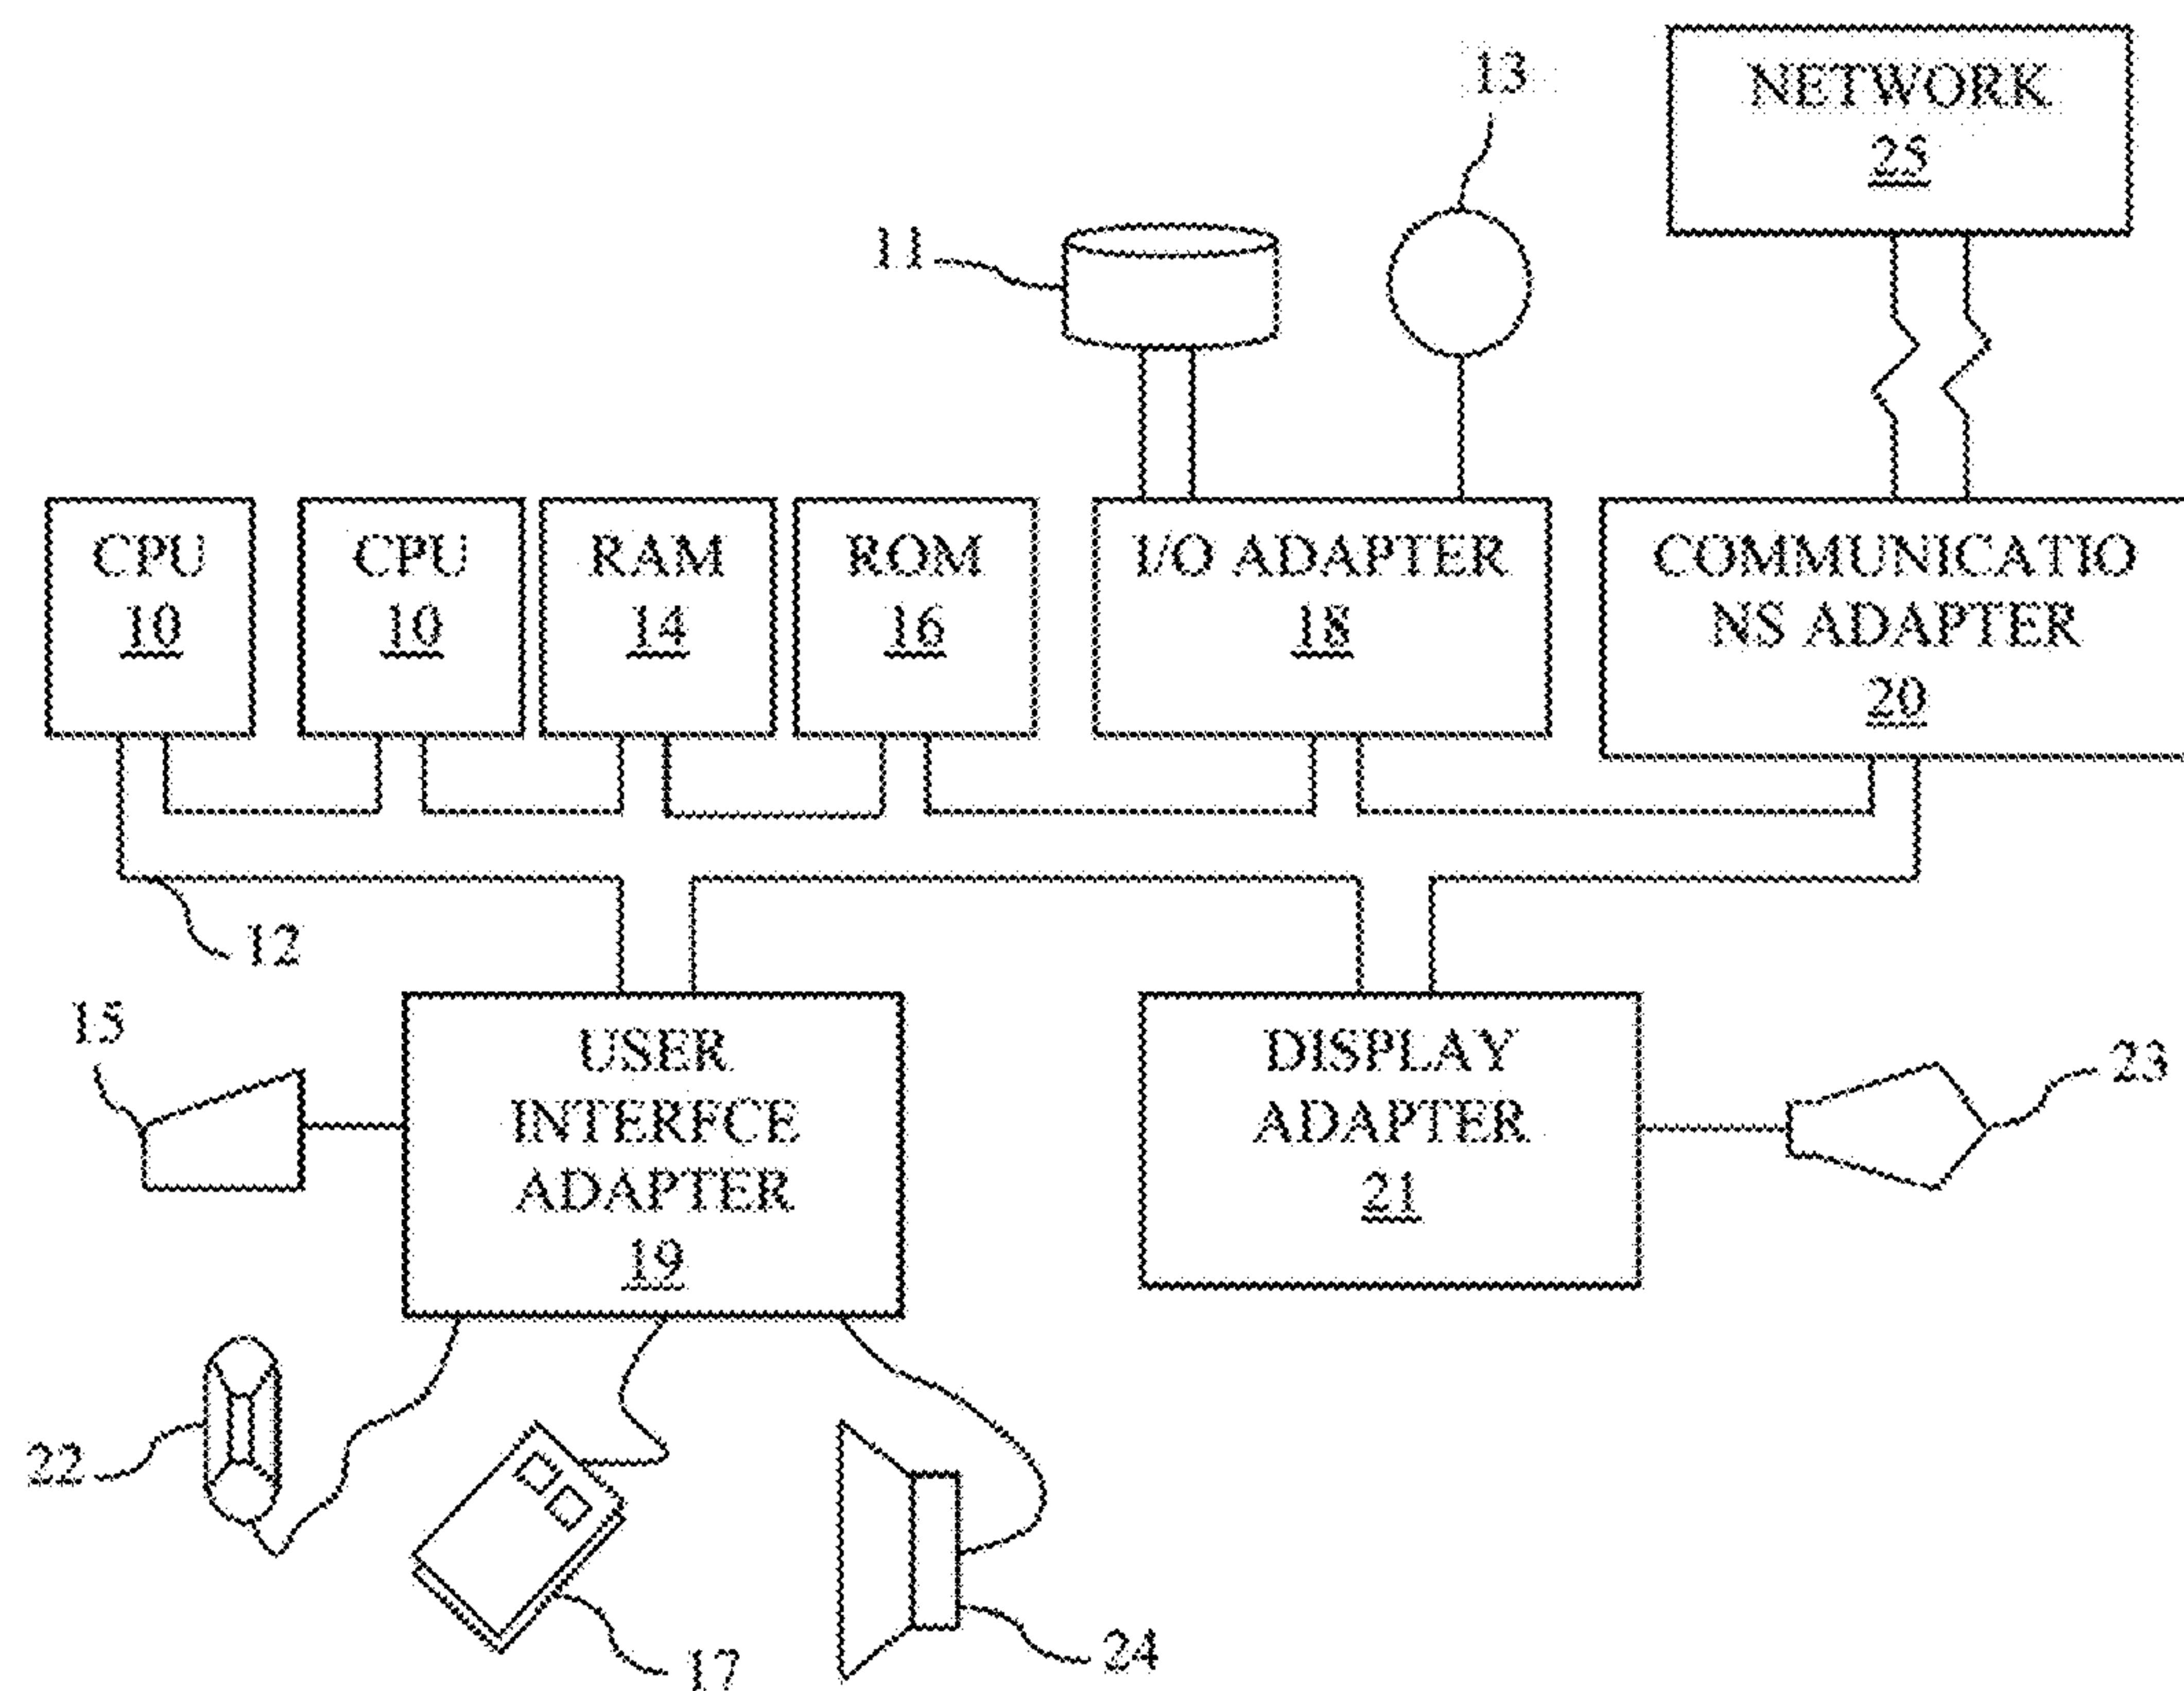 13
NETWORK
25
11
CPU
10
CPU
10
RAM
14
ROM
16
I/O ADAPTER
18
COMMUNICATIO
NS ADAPTER
20
12
15
USER
INTERFCE
ADAPTER
19
DISPLAY
ADAPTER
21
23
22
17
24